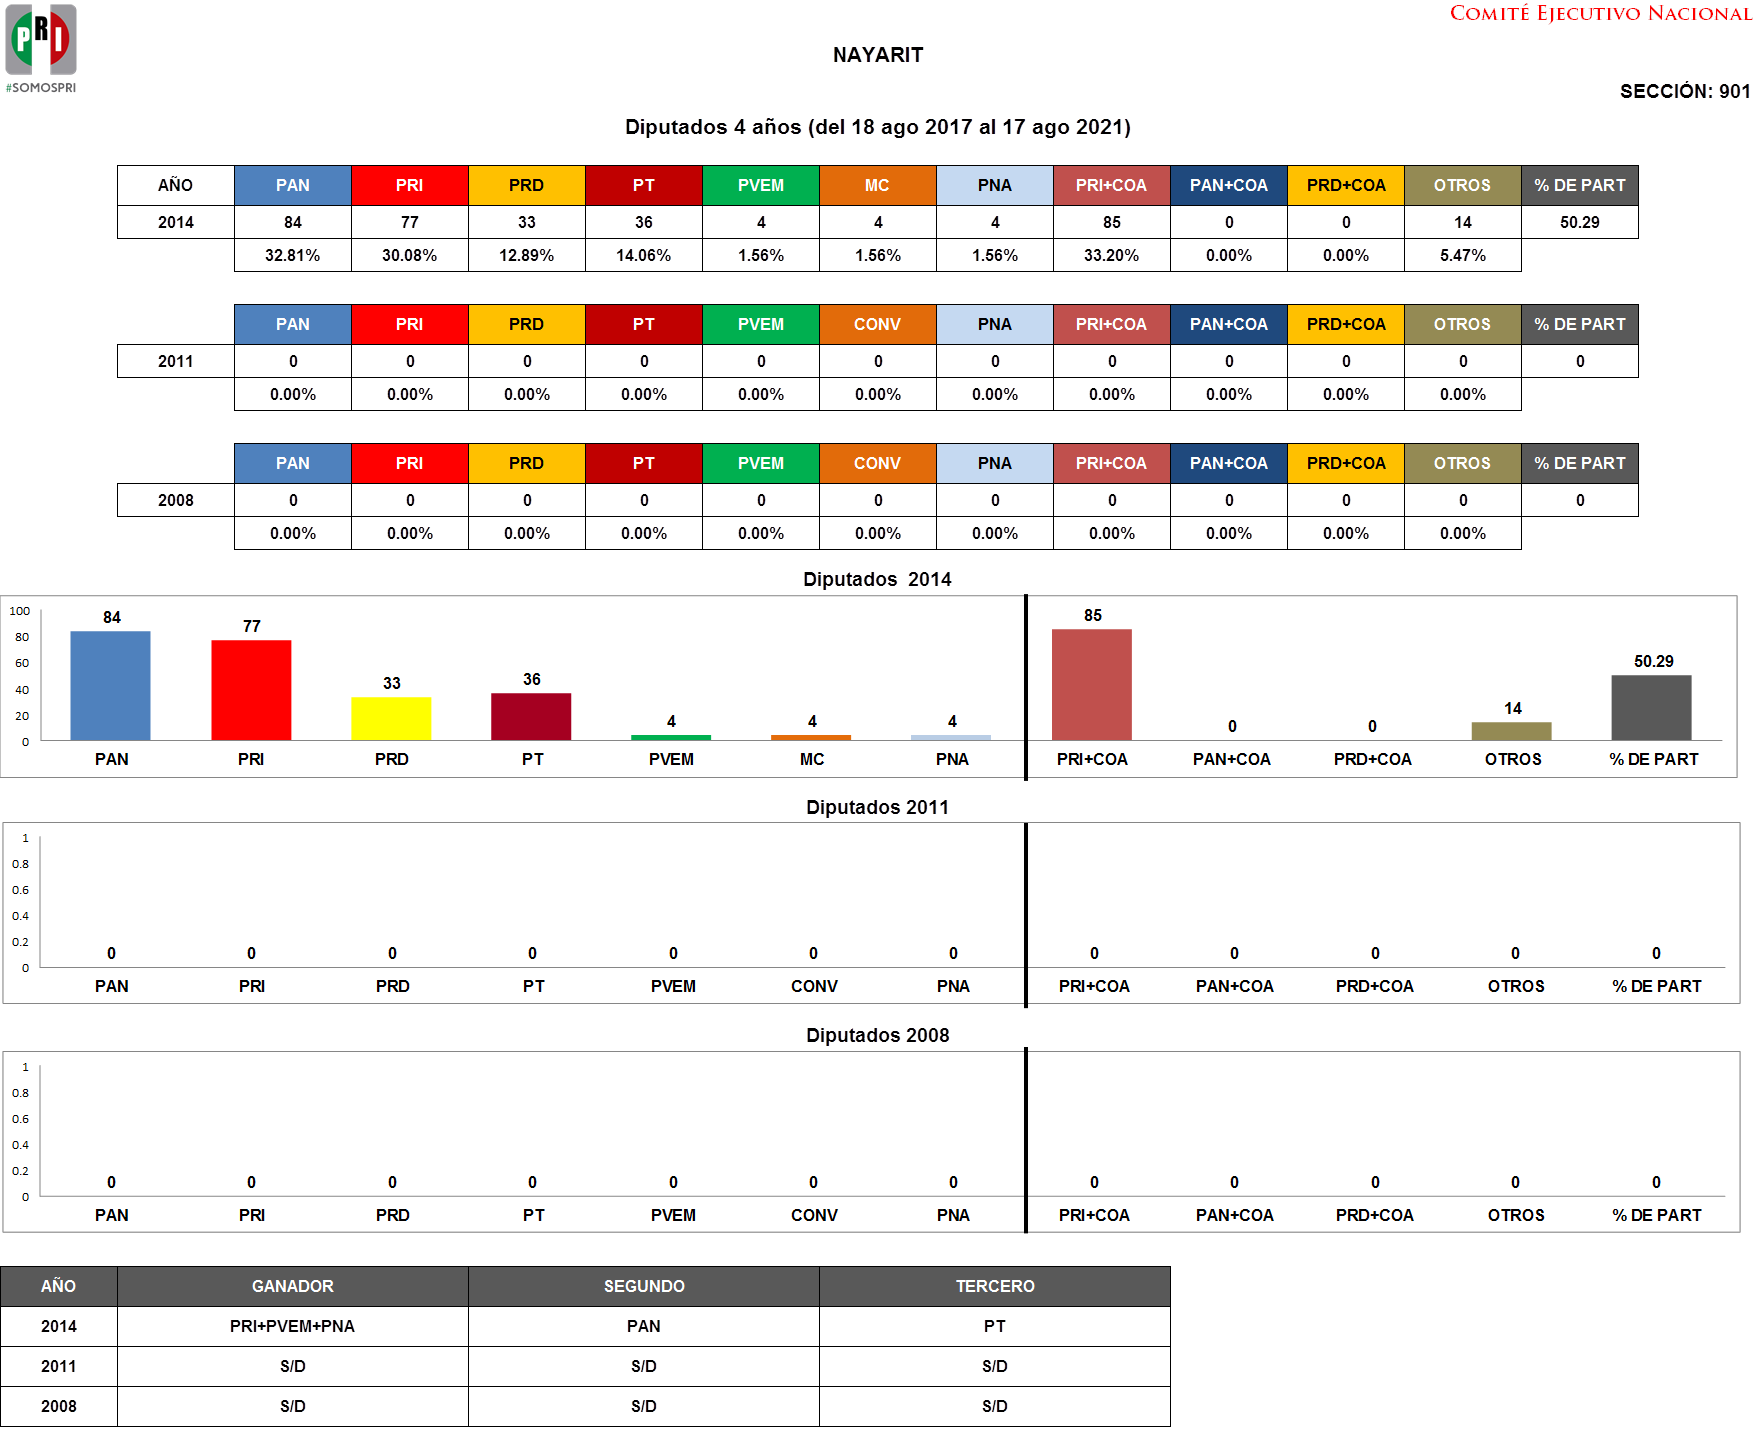 PRI
#SOMOSPRI
COMITÉ EJECUTIVO NACIONAL
NAYARIT
SECCIÓN: 901
Diputados 4 años (del 18 ago 2017 al 17 ago 2021)
AÑO PAN PRI PRD PT PVEM MC PNA PRI+COA PAN+COA PRD+COA OTROS % DE PART
2014 84 77 33 36 4 4 4 85 0 0 14 50.29
32.81% 30.08% 12.89% 14.06% 1.56% 1.56% 1.56% 33.20% 0.00% 0.00% 5.47%
PAN PRI PRD PT PVEM CONV PNA PRI+COA PAN+COA PRD+COA OTROS % DE PART
2011 0 0 0 0 0 0 0 0 0 0 0 0
0.00% 0.00% 0.00% 0.00% 0.00% 0.00% 0.00% 0.00% 0.00% 0.00% 0.00%
PAN PRI PRD PT PVEM CONV PNA PRI+COA PAN+COA PRD+COA OTROS % DE PART
2008 0 0 0 0 0 0 0 0 0 0 0 0
0.00% 0.00% 0.00% 0.00% 0.00% 0.00% 0.00% 0.00% 0.00% 0.00% 0.00%
Diputados 2014
100
80
60
40
20
0
84 77 33 36 4 4 4 85 0 0 14 50.29
PAN PRI PRD PT PVEM MC PNA PRI+COA PAN+COA PRD+COA OTROS % DE PART
Diputados 2011
1
0.8
0.6
0.4
0.2
0
0 0 0 0 0 0 0 0 0 0 0 0
PAN PRI PRD PT PVEM CONV PNA PRI+COA PAN+COA PRD+COA OTROS % DE PART
Diputados 2008
1
0.8
0.6
0.4
0.2
0
0 0 0 0 0 0 0 0 0 0 0 0
PAN PRI PRD PT PVEM CONV PNA PRI+COA PAN+COA PRD+COA OTROS % DE PART
AÑO GANADOR SEGUNDO TERCERO
2014 PRI+PVEM+PNA PAN PT
2011 S/D S/D S/D
2008 S/D S/D S/D